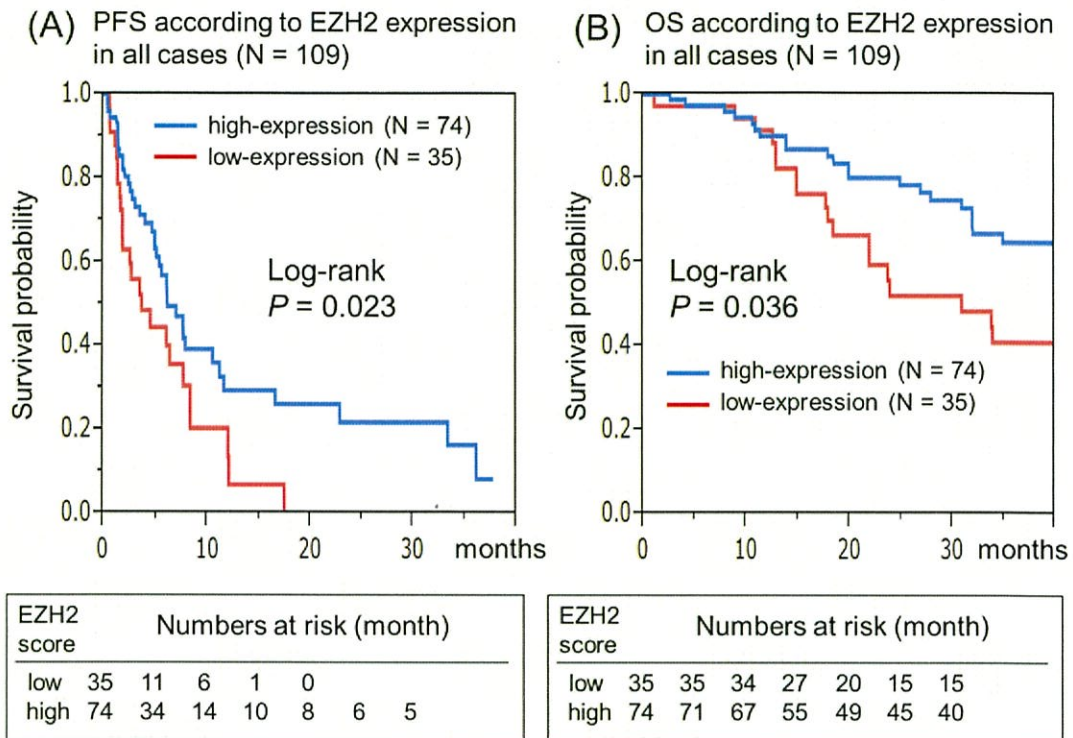 (A) PFS according to EZH2 expression
in all cases (N = 109)
Survival probability
1.0
0.8
0.6
0.4
0.2
0.0
high-expression (N = 74)
low-expression (N = 35)
Log-rank
P = 0.023
0 10 20 30 months
EZH2
score
Numbers at risk (month)
low 35 11 6 1 0
high 74 34 14 10 8 6 5
(B) OS according to EZH2 expression
in all cases (N = 109)
Survival probability
1.0
0.8
0.6
0.4
0.2
0.0
Log-rank
P = 0.036
high-expression (N = 74)
low-expression (N = 35)
0 10 20 30 months
EZH2
score
Numbers at risk (month)
low 35 35 34 27 20 15 15
high 74 71 67 55 49 45 40